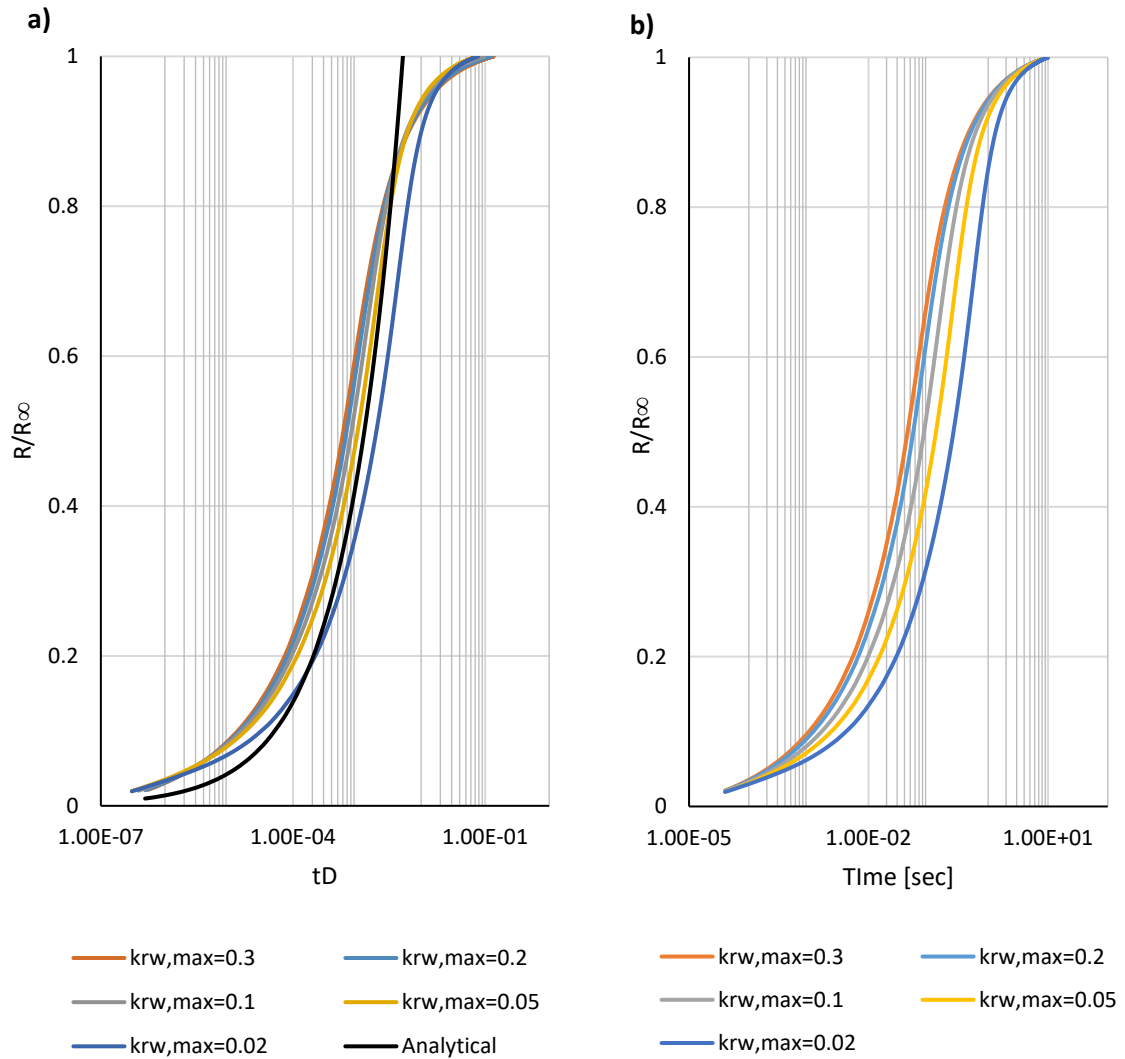 a)
1
0.8
0.6
0.4
0.2
0
R/R∞
1.00E-07 1.00E-04 1.00E-01
tD
krw,max=0.3 krw,max=0.2
krw,max=0.1 krw,max=0.05
krw,max=0.02 Analytical
b)
1
0.8
0.6
0.4
0.2
0
R/R∞
1.00E-05 1.00E-02 1.00E+01
TIme [sec]
krw,max=0.3 krw,max=0.2
krw,max=0.1 krw,max=0.05
krw,max=0.02